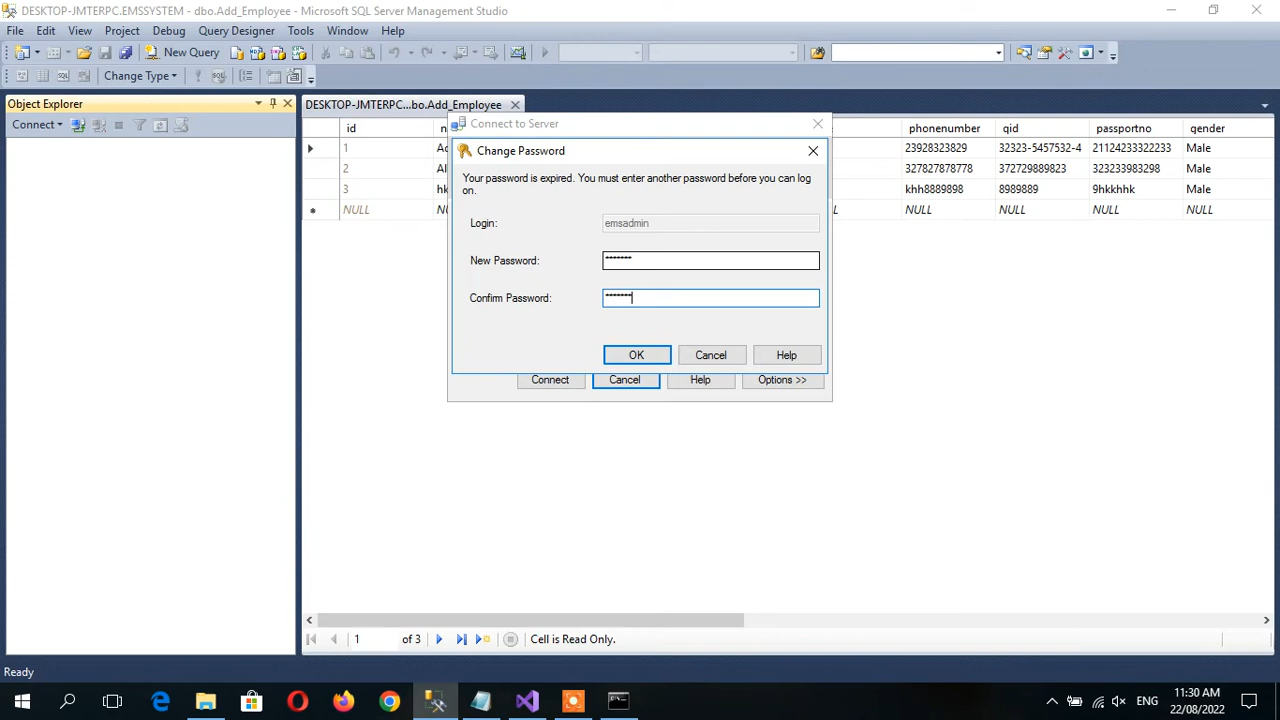 DESKTOP-JMTERPC.EMSSYSTEM - dbo.Add_Employee - Microsoft SQL Server Management Studio
File Edit View Project Debug Query Designer Tools Window Help
New Query
Change Type
Object Explorer
DESKTOP-JMTERPC...bo.Add_Employee
Connect
Connect to Server
id phonenumber qid passportno gender
1 23928323829 32323-5457532-4 21124233322233 Male
2 327827878778 372729889823 323233983298 Male
3 khh8889898 8989889 9hkkhhk Male
NULL NULL NULL NULL NULL
Change Password
Your password is expired. You must enter another password before you can log
on.
Login: emsadmin
New Password: *******
Confirm Password: *******
OK Cancel Help
Connect Cancel Help Options >>
1 of 3 Cell is Read Only.
Ready
ENG
11:30 AM
22/08/2022